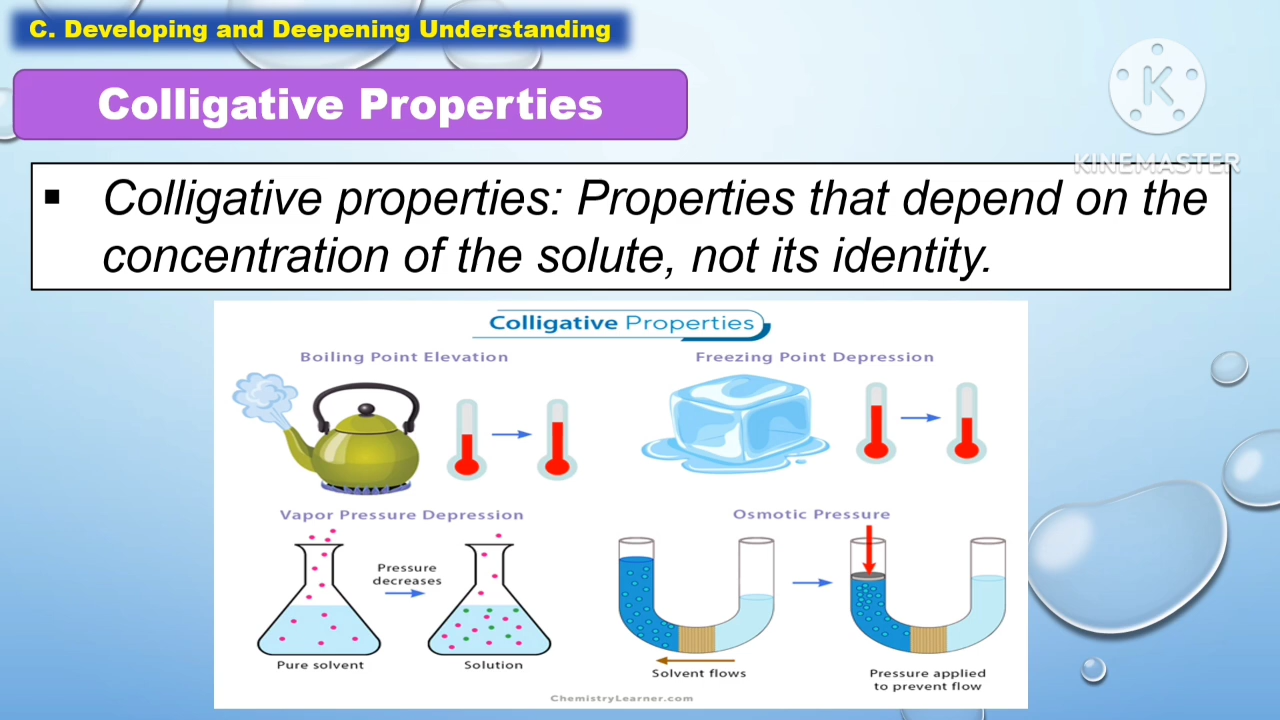 C. Developing and Deepening Understanding
Colligative Properties
K
KINEMASTER
▪ Colligative properties: Properties that depend on the
concentration of the solute, not its identity.
Colligative Properties
Boiling Point Elevation
Freezing Point Depression
Vapor Pressure Depression
Pressure
decreases
Pure solvent
Solution
Osmotic Pressure
Solvent flows
Pressure applied
to prevent flow
ChemistryLearner.com